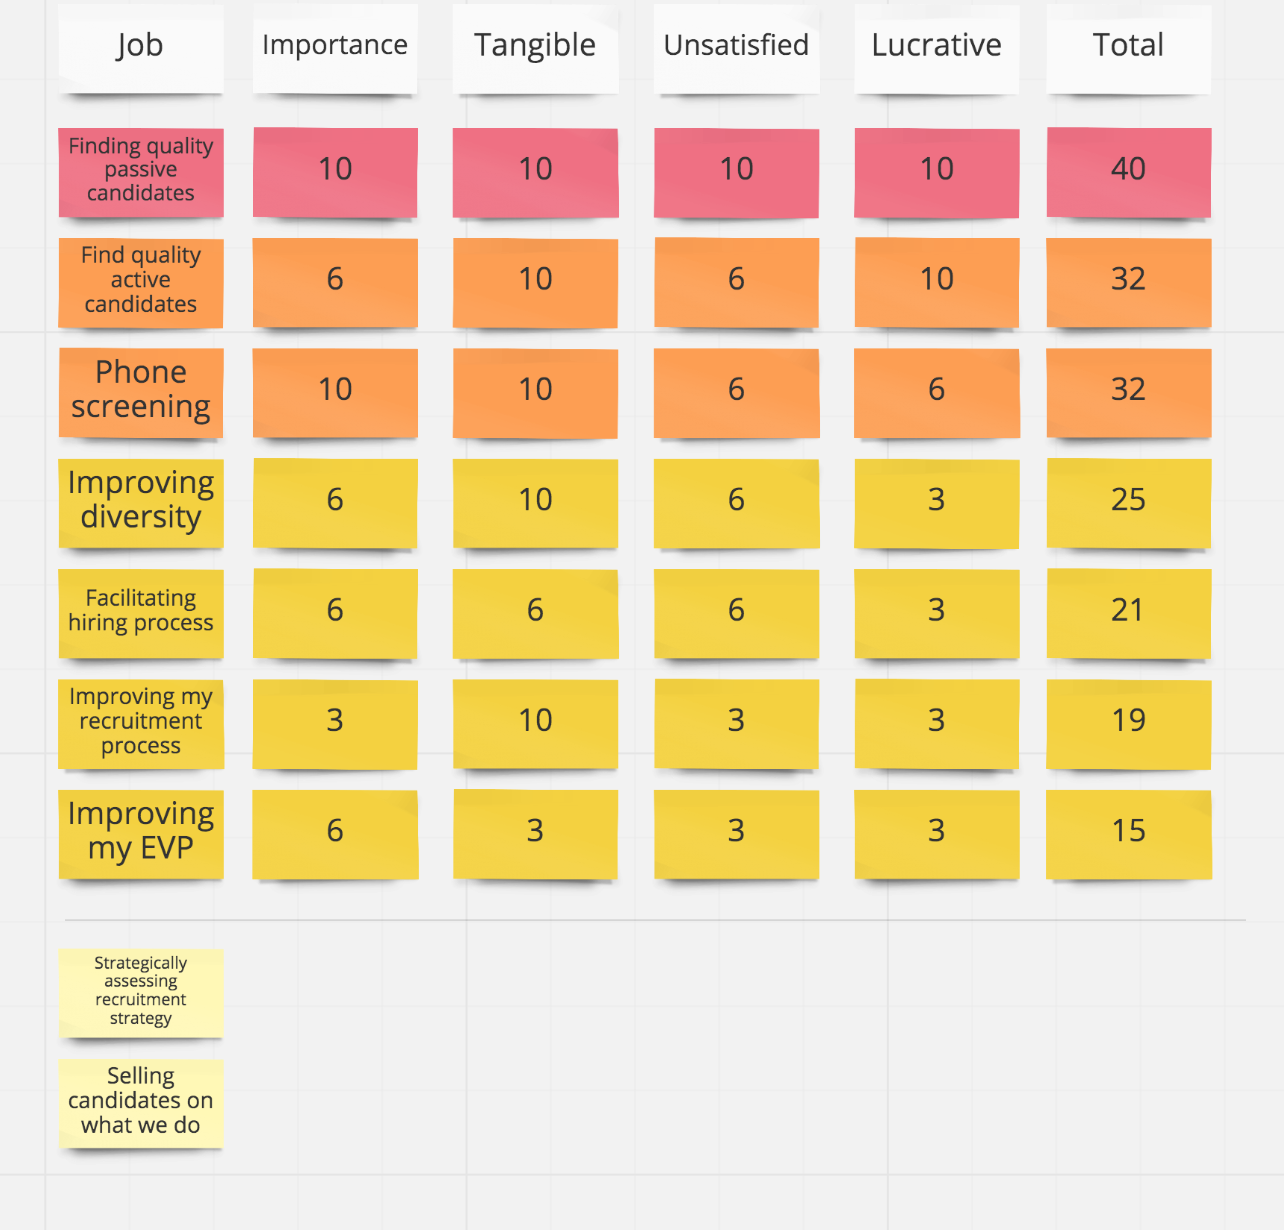 Job Importance Tangible Unsatisfied Lucrative Total
Finding quality
passive
candidates
10 10 10 10 40
Find quality
active
candidates
6 10 6 10 32
Phone
screening
10 10 6 6 32
Improving
diversity
6 10 6 3 25
Facilitating
hiring process
6 6 6 3 21
Improving my
recruitment
process
3 10 3 3 19
Improving
my EVP
6 3 3 3 15
Strategically
assessing
recruitment
strategy
Selling
candidates on
what we do